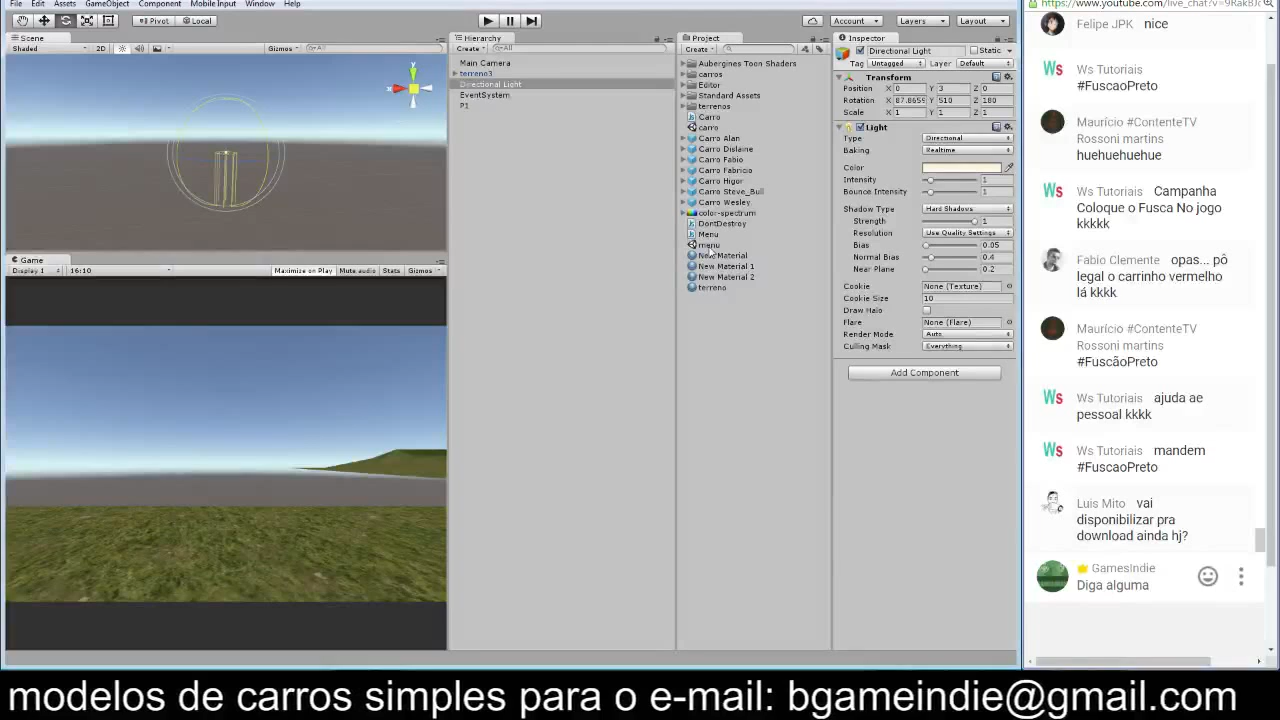 File Edit Assets GameObject Component Mobile Input Window Help
Pivot Local Account Layers Layout
Scene
Shaded 2D Gizmos All
Game
Display 1 16:10 Maximize on Play Mute audio Stats Gizmos
Hierarchy
Create All
Main Camera
terreno3
Directional Light
EventSystem
P1
Project
Create
Aubergines Toon Shaders
carros
Editor
Standard Assets
terrenos
Carro
carro
Carro Alan
Carro Dislaine
Carro Fabio
Carro Fabricio
Carro Higor
Carro Steve_Bull
Carro Wesley
color-spectrum
DontDestroy
Menu
menu
New Material
New Material 1
New Material 2
terreno
Inspector
Directional Light Static
Tag Untagged Layer Default
Transform
Position X 0 Y 3 Z 0
Rotation X 87.8659 Y 510 Z 180
Scale X 1 Y 1 Z 1
Light
Type Directional
Baking Realtime
Color
Intensity 1
Bounce Intensity 1
Shadow Type Hard Shadows
Strength 1
Resolution Use Quality Settings
Bias 0.05
Normal Bias 0.4
Near Plane 0.2
Cookie None (Texture)
Cookie Size 10
Draw Halo
Flare None (Flare)
Render Mode Auto
Culling Mask Everything
Add Component
Felipe JPK nice
Ws Tutoriais
#FuscaPreto
Maurício #ContenteTV
Rossoni martins
huehuehuehue
Ws Tutoriais Campanha
Coloque o Fusca No jogo
kkkkk
Fabio Clemente opas... pô
legal o carrinho vermelho
lá kkkk
Maurício #ContenteTV
Rossoni martins
#FuscãoPreto
Ws Tutoriais ajuda ae
pessoal kkkk
Ws Tutoriais mandem
#FuscaoPreto
Luis Mito vai
disponibilizar pra
download ainda hj?
GamesIndie
Diga alguma
modelos de carros simples para o e-mail: bgameindie@gmail.com